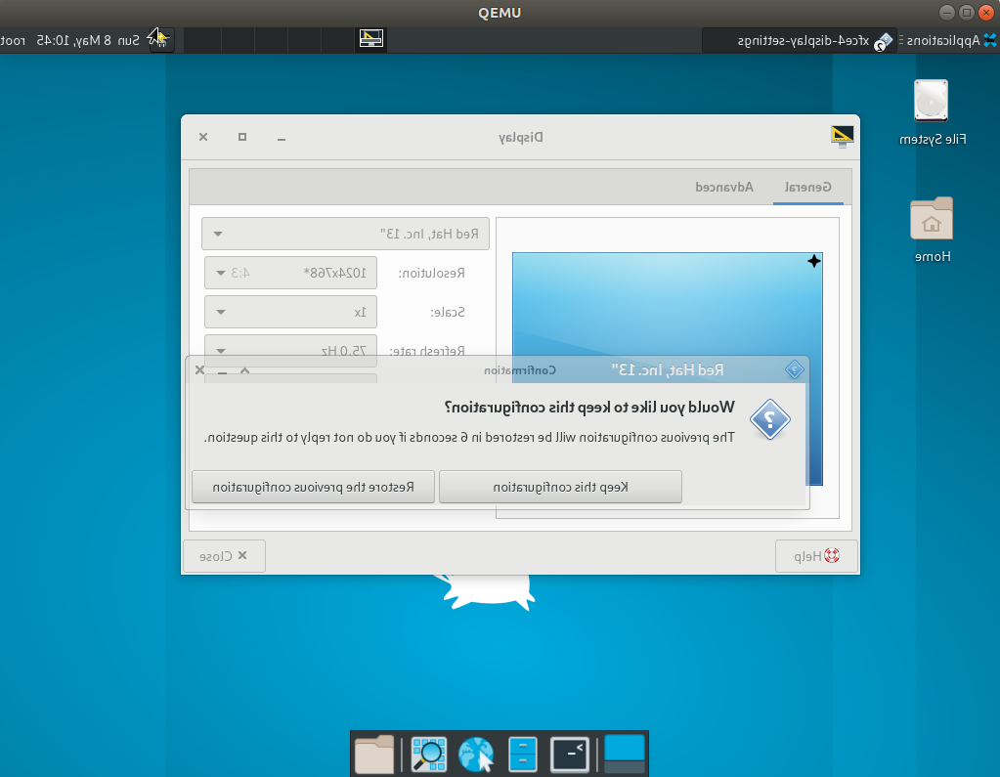 QEMU
Applications xfce4-display-settings Sun 8 May, 10:45 root
File System
Home
Display
General Advanced
Red Hat, Inc. 13"
Resolution: 1024x768* 4:3
Scale: 1x
Refresh rate: 75.0 Hz
Red Hat, Inc. 13"
Confirmation
Would you like to keep this configuration?
The previous configuration will be restored in 6 seconds if you do not reply to this question.
Keep this configuration Restore the previous configuration
Help Close